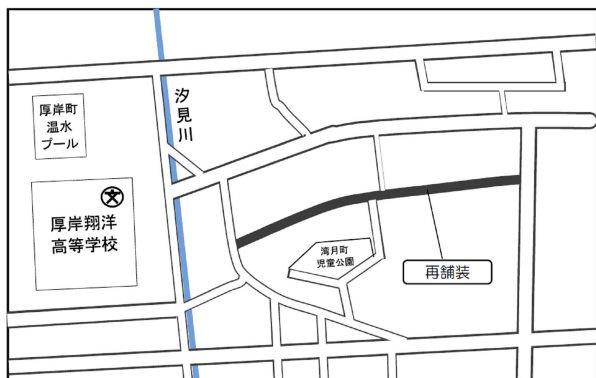 厚岸町
温水
プール
汐見川
厚岸翔洋
高等学校
湾月町
児童公園
再舗装